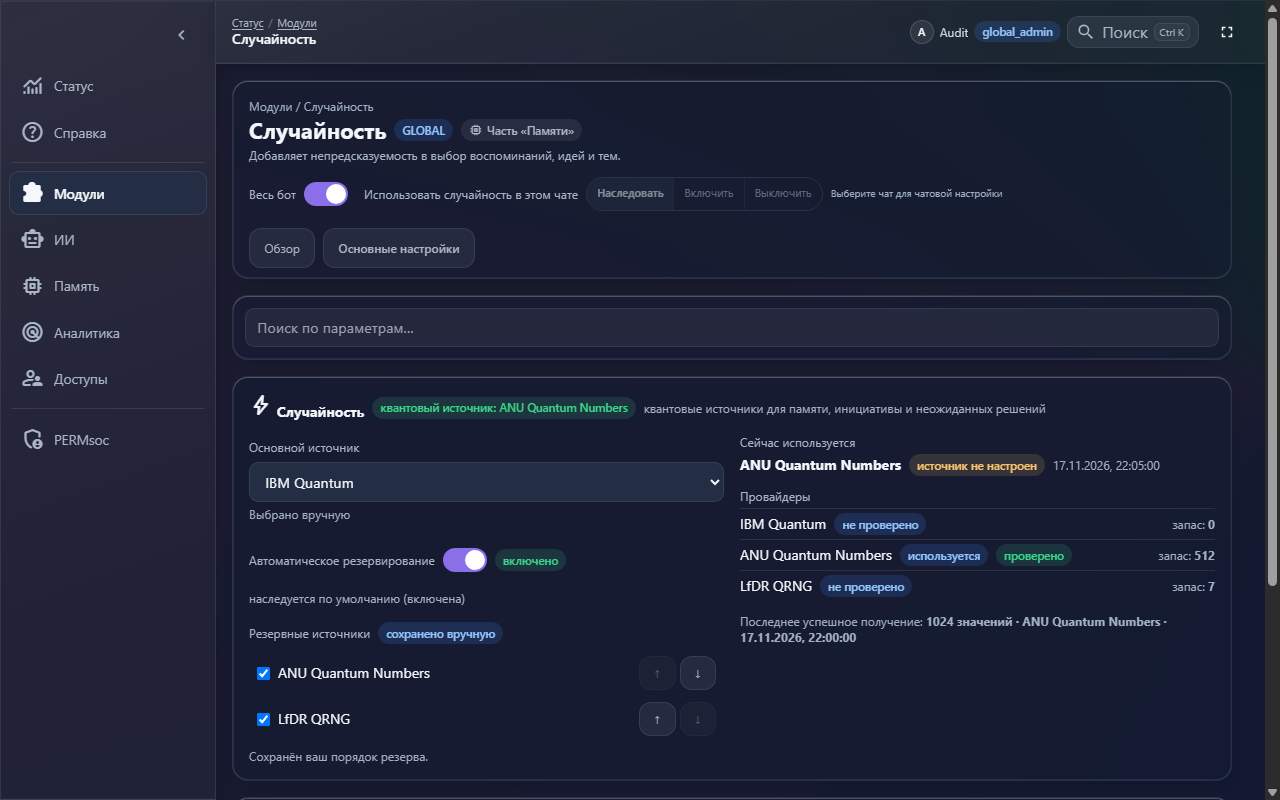 Статус / Модули
Случайность
A Audit global_admin Поиск Ctrl K
Статус
Справка
Модули
ИИ
Память
Аналитика
Доступы
PERMsoc
Модули / Случайность
Случайность GLOBAL Часть «Памяти»
Добавляет непредсказуемость в выбор воспоминаний, идей и тем.
Весь бот Использовать случайность в этом чате Наследовать Включить Выключить Выберите чат для чатовой настройки
Обзор Основные настройки
Поиск по параметрам...
Случайность квантовый источник: ANU Quantum Numbers квантовые источники для памяти, инициативы и неожиданных решений
Основной источник
IBM Quantum
Выбрано вручную
Автоматическое резервирование включено
наследуется по умолчанию (включена)
Резервные источники сохранено вручную
ANU Quantum Numbers ↑ ↓
LfDR QRNG ↑ ↓
Сохранён ваш порядок резерва.
Сейчас используется
ANU Quantum Numbers источник не настроен 17.11.2026, 22:05:00
Провайдеры
IBM Quantum не проверено запас: 0
ANU Quantum Numbers используется проверено запас: 512
LfDR QRNG не проверено запас: 7
Последнее успешное получение: 1024 значений · ANU Quantum Numbers ·
17.11.2026, 22:00:00